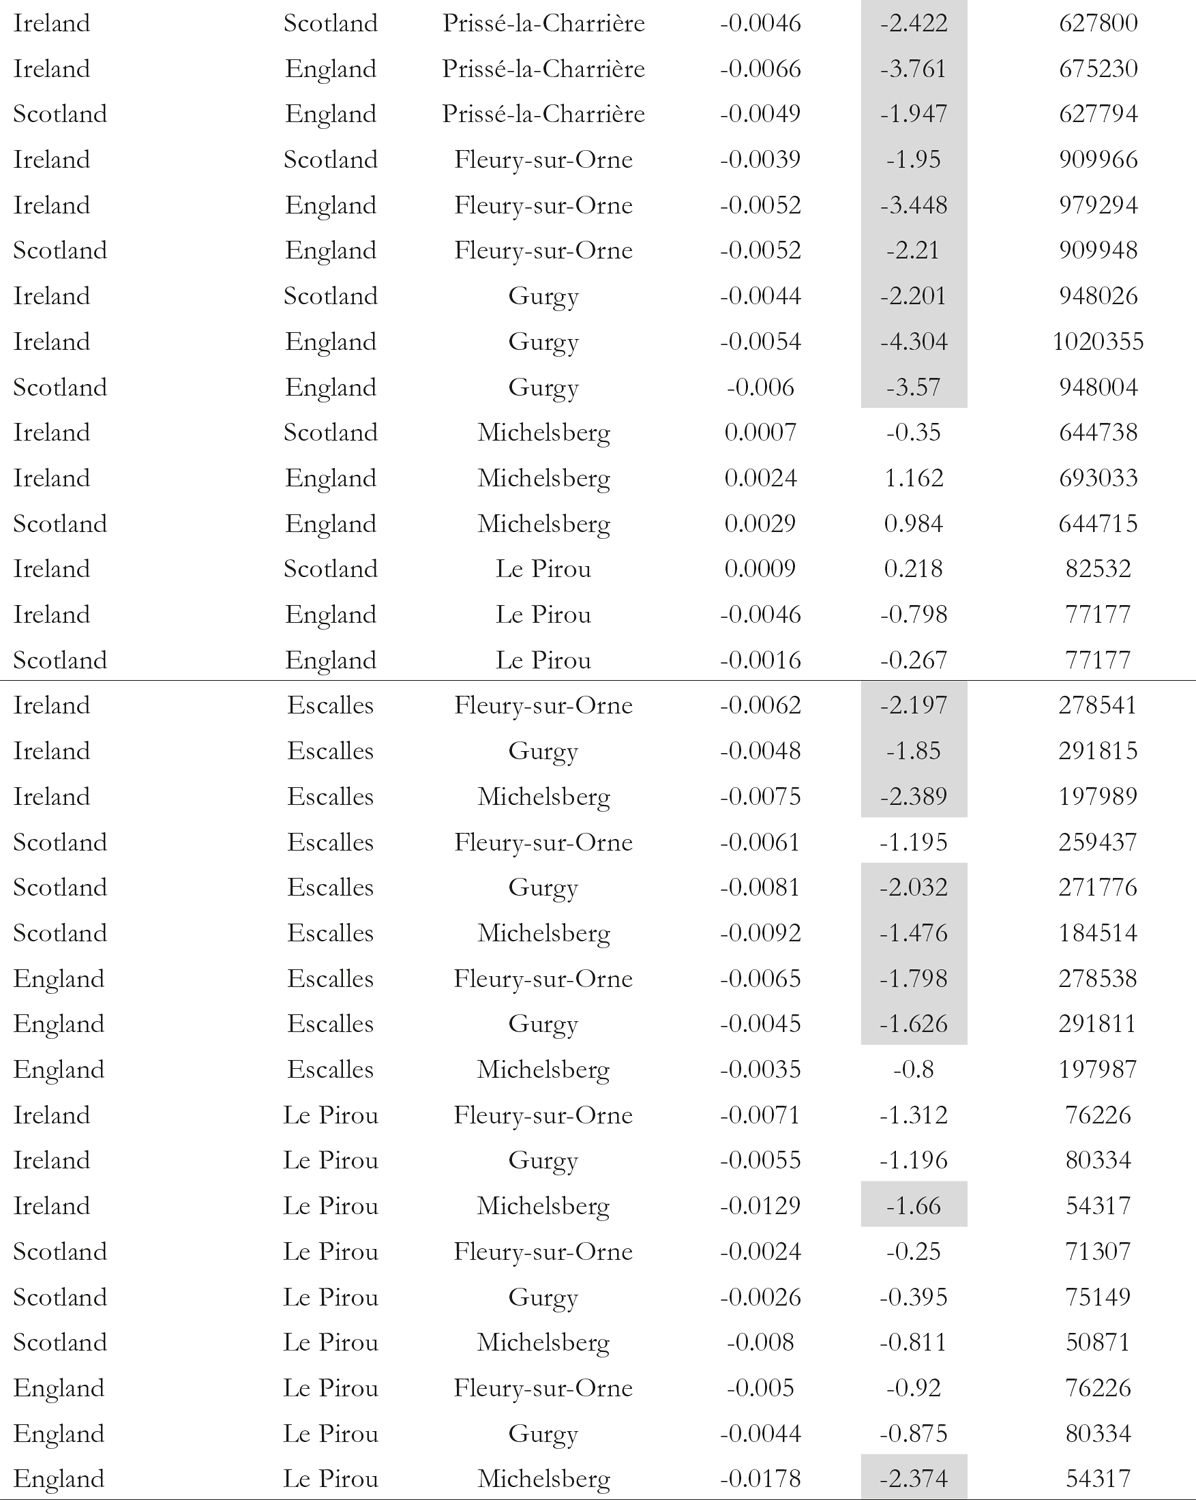 Ireland Scotland Prissé-la-Charrière -0.0046 -2.422 627800
Ireland England Prissé-la-Charrière -0.0066 -3.761 675230
Scotland England Prissé-la-Charrière -0.0049 -1.947 627794
Ireland Scotland Fleury-sur-Orne -0.0039 -1.95 909966
Ireland England Fleury-sur-Orne -0.0052 -3.448 979294
Scotland England Fleury-sur-Orne -0.0052 -2.21 909948
Ireland Scotland Gurgy -0.0044 -2.201 948026
Ireland England Gurgy -0.0054 -4.304 1020355
Scotland England Gurgy -0.006 -3.57 948004
Ireland Scotland Michelsberg 0.0007 -0.35 644738
Ireland England Michelsberg 0.0024 1.162 693033
Scotland England Michelsberg 0.0029 0.984 644715
Ireland Scotland Le Pirou 0.0009 0.218 82532
Ireland England Le Pirou -0.0046 -0.798 77177
Scotland England Le Pirou -0.0016 -0.267 77177
Ireland Escalles Fleury-sur-Orne -0.0062 -2.197 278541
Ireland Escalles Gurgy -0.0048 -1.85 291815
Ireland Escalles Michelsberg -0.0075 -2.389 197989
Scotland Escalles Fleury-sur-Orne -0.0061 -1.195 259437
Scotland Escalles Gurgy -0.0081 -2.032 271776
Scotland Escalles Michelsberg -0.0092 -1.476 184514
England Escalles Fleury-sur-Orne -0.0065 -1.798 278538
England Escalles Gurgy -0.0045 -1.626 291811
England Escalles Michelsberg -0.0035 -0.8 197987
Ireland Le Pirou Fleury-sur-Orne -0.0071 -1.312 76226
Ireland Le Pirou Gurgy -0.0055 -1.196 80334
Ireland Le Pirou Michelsberg -0.0129 -1.66 54317
Scotland Le Pirou Fleury-sur-Orne -0.0024 -0.25 71307
Scotland Le Pirou Gurgy -0.0026 -0.395 75149
Scotland Le Pirou Michelsberg -0.008 -0.811 50871
England Le Pirou Fleury-sur-Orne -0.005 -0.92 76226
England Le Pirou Gurgy -0.0044 -0.875 80334
England Le Pirou Michelsberg -0.0178 -2.374 54317